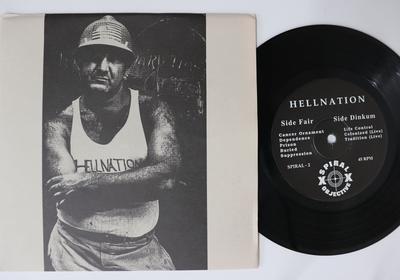 HELLNATION
HELLNATION
Side Fair
Side Dinkum
Cancer Ornament
Dependence
Prison
Buried
Suppression
Life Control
Colonized (Live)
Tradition (Live)
SPIRAL - 3
45 RPM
SPIRAL
OBJECTIVE